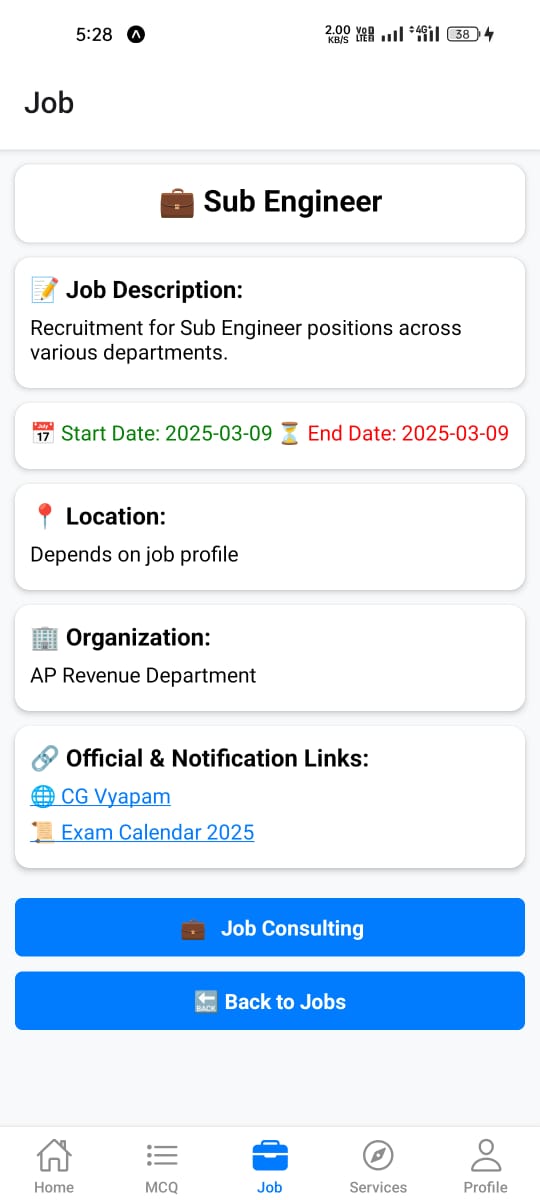 5:28
2.00 KB/S VoD LTE 4G+ 38
Job
💼 Sub Engineer
📝 Job Description:
Recruitment for Sub Engineer positions across
various departments.
📅 Start Date: 2025-03-09 ⏳ End Date: 2025-03-09
📍 Location:
Depends on job profile
🏢 Organization:
AP Revenue Department
🔗 Official & Notification Links:
🌐 CG Vyapam
📜 Exam Calendar 2025
💼 Job Consulting
🔙 Back to Jobs
Home MCQ Job Services Profile